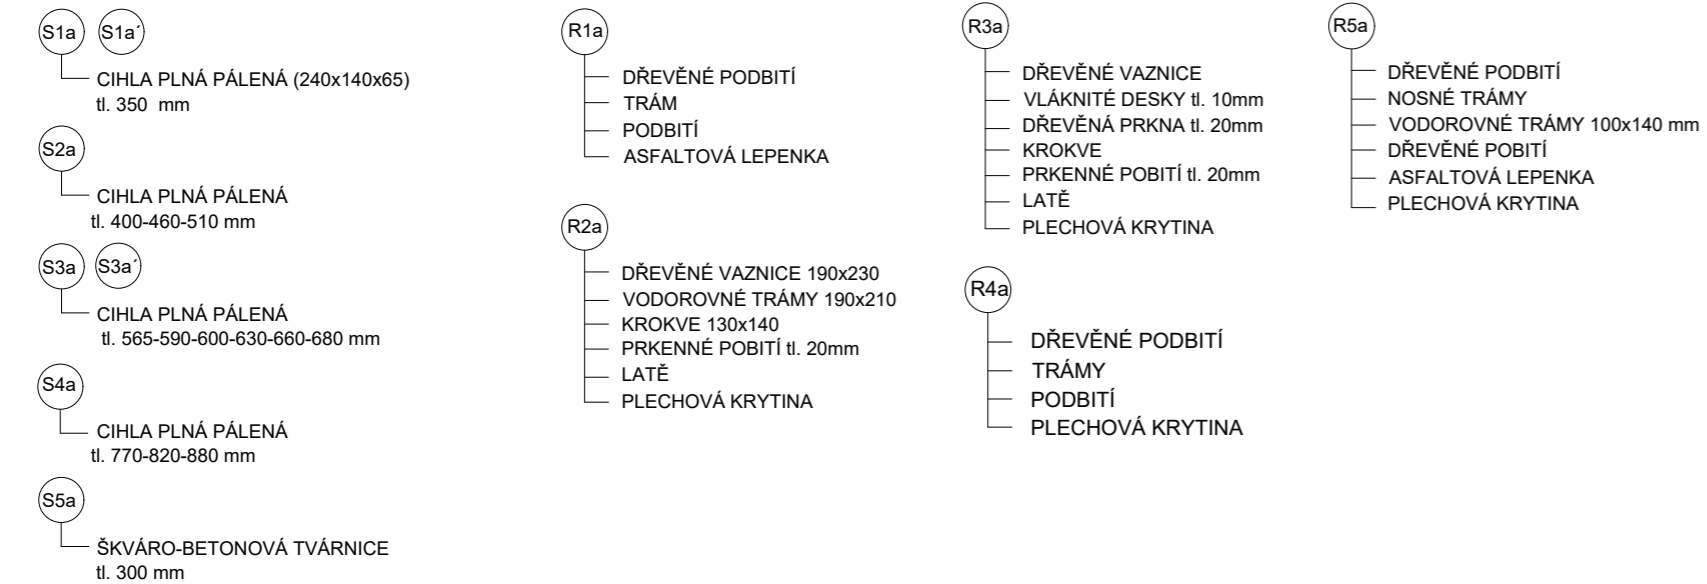 S1a S1a´
CIHLA PLNÁ PÁLENÁ (240x140x65)
tl. 350 mm
S2a
CIHLA PLNÁ PÁLENÁ
tl. 400-460-510 mm
S3a S3a´
CIHLA PLNÁ PÁLENÁ
tl. 565-590-600-630-660-680 mm
S4a
CIHLA PLNÁ PÁLENÁ
tl. 770-820-880 mm
S5a
ŠKVÁRO-BETONOVÁ TVÁRNICE
tl. 300 mm
R1a
DŘEVĚNÉ PODBITÍ
TRÁM
PODBITÍ
ASFALTOVÁ LEPENKA
R2a
DŘEVĚNÉ VAZNICE 190x230
VODOROVNÉ TRÁMY 190x210
KROKVE 130x140
PRKENNÉ POBITÍ tl. 20mm
LATĚ
PLECHOVÁ KRYTINA
R3a
DŘEVĚNÉ VAZNICE
VLÁKNITÉ DESKY tl. 10mm
DŘEVĚNÁ PRKNA tl. 20mm
KROKVE
PRKENNÉ POBITÍ tl. 20mm
LATĚ
PLECHOVÁ KRYTINA
R4a
DŘEVĚNÉ PODBITÍ
TRÁMY
PODBITÍ
PLECHOVÁ KRYTINA
R5a
DŘEVĚNÉ PODBITÍ
NOSNÉ TRÁMY
VODOROVNÉ TRÁMY 100x140 mm
DŘEVĚNÉ POBITÍ
ASFALTOVÁ LEPENKA
PLECHOVÁ KRYTINA